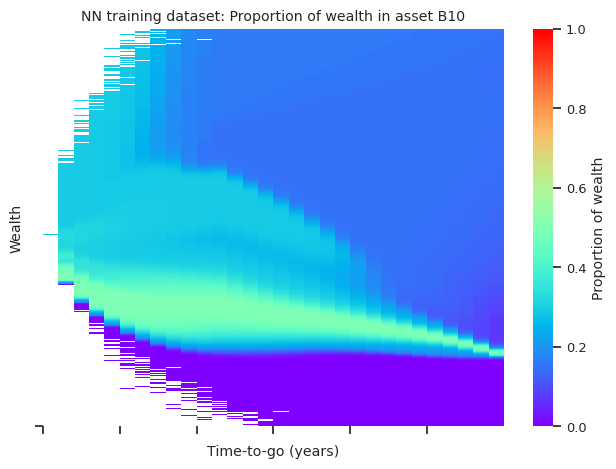 NN training dataset: Proportion of wealth in asset B10
Wealth
Time-to-go (years)
1.0
0.8
0.6
0.4
0.2
0.0
Proportion of wealth